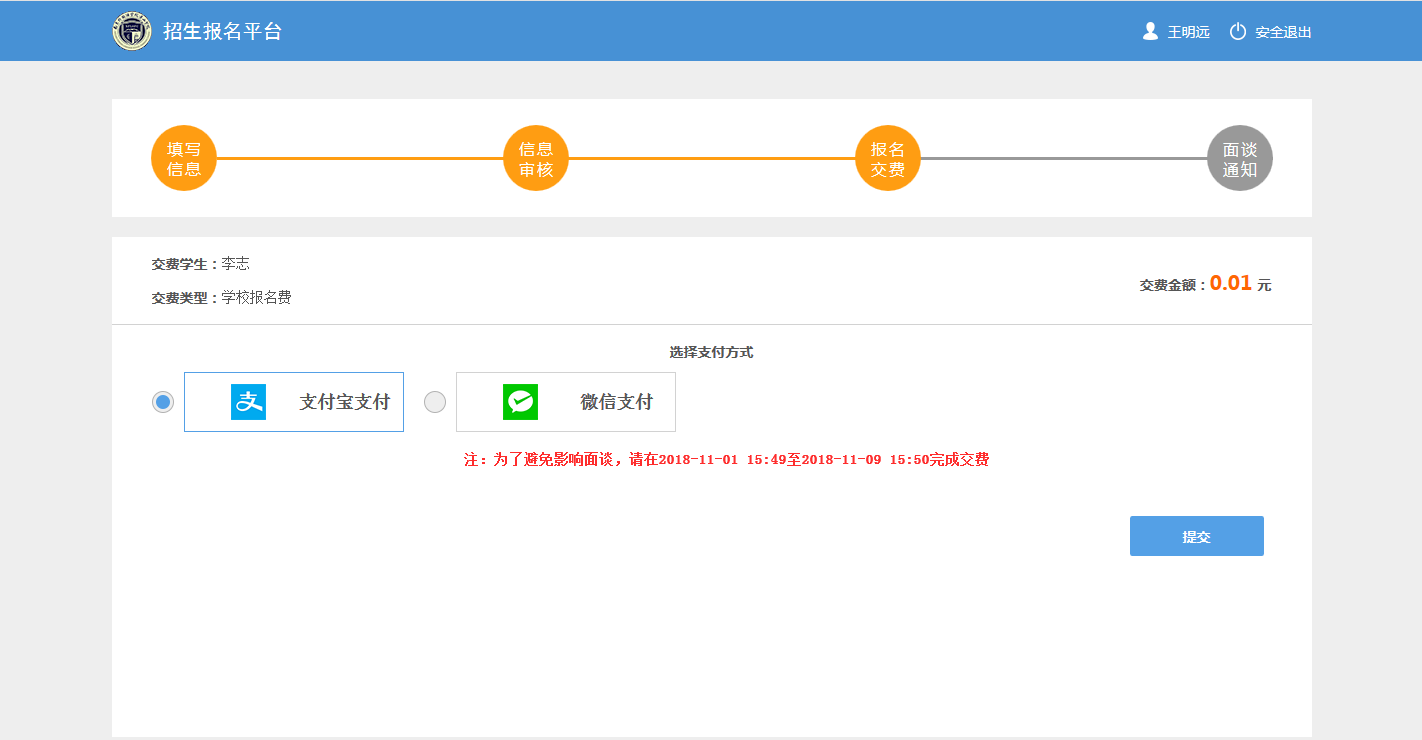 招生报名平台
王明远 安全退出
填写
信息
信息
审核
报名
交费
面谈
通知
交费学生：李志
交费类型：学校报名费
交费金额：0.01 元
选择支付方式
支付宝支付
微信支付
注：为了避免影响面谈，请在2018-11-01 15:49至2018-11-09 15:50完成交费
提交